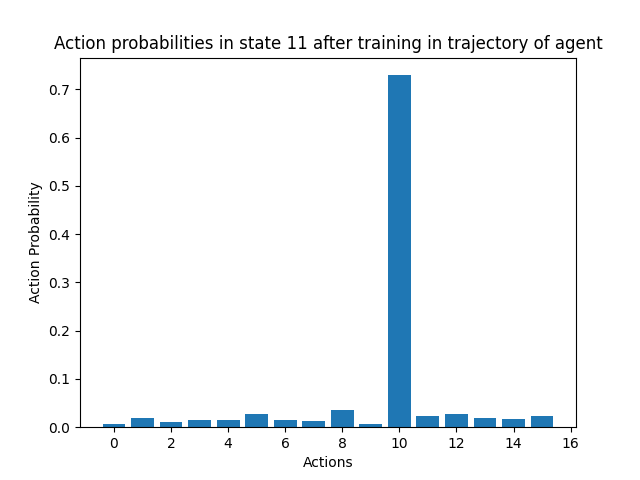 Action probabilities in state 11 after training in trajectory of agent
Action Probability
0.7
0.6
0.5
0.4
0.3
0.2
0.1
0.0
0 2 4 6 8 10 12 14 16
Actions